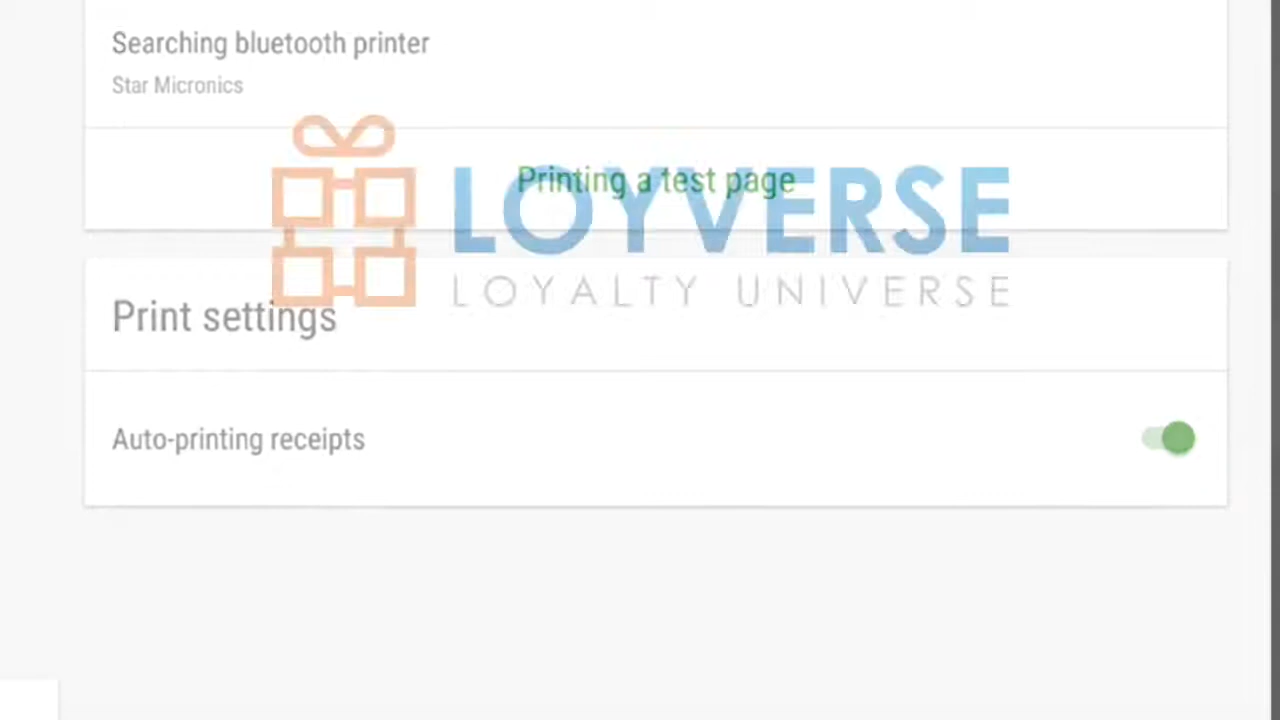 Searching bluetooth printer
Star Micronics
Printing a test page
LOYVERSE
LOYALTY UNIVERSE
Print settings
Auto-printing receipts